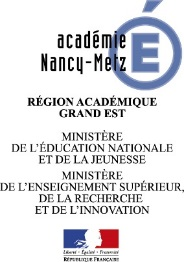 académie
Nancy-Metz
RÉGION ACADÉMIQUE
GRAND EST
MINISTÈRE
DE L'ÉDUCATION NATIONALE
ET DE LA JEUNESSE
MINISTÈRE
DE L'ENSEIGNEMENT SUPÉRIEUR,
DE LA RECHERCHE
ET DE L'INNOVATION
Liberté • Égalité • Fraternité
RÉPUBLIQUE FRANÇAISE